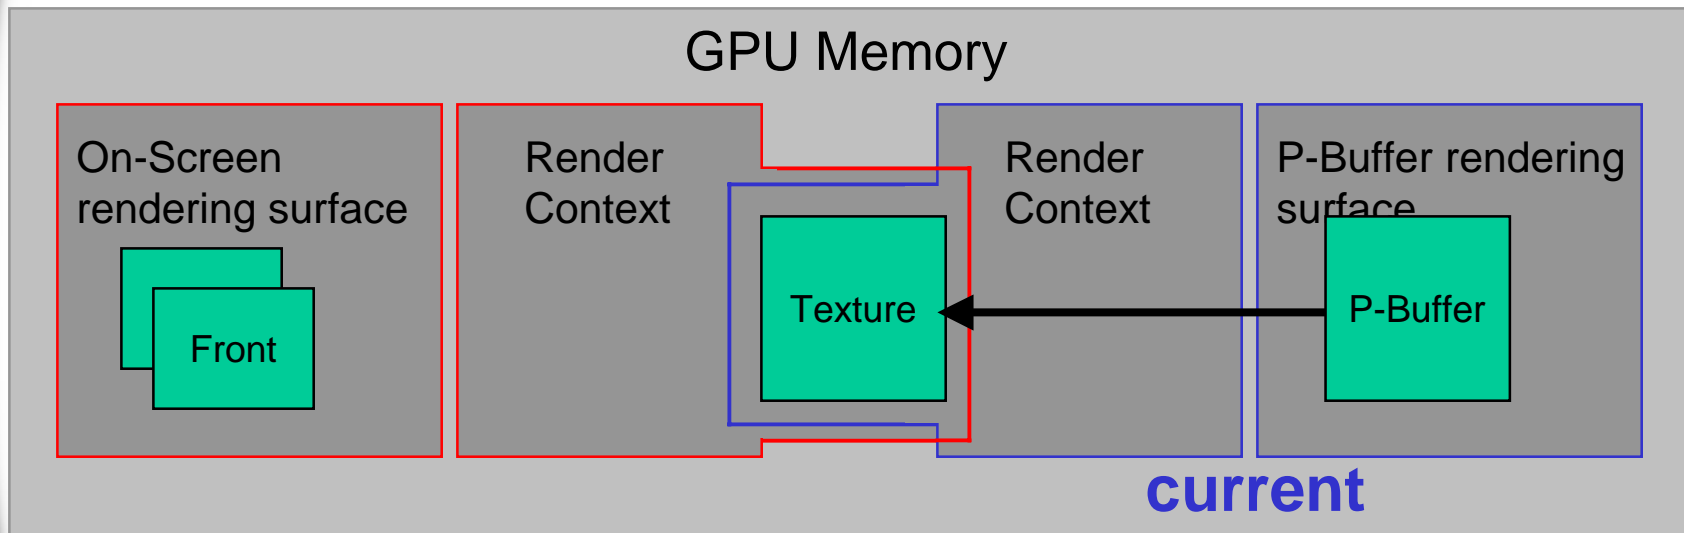 GPU Memory
On-Screen
rendering surface
Front
Render
Context
Texture
Render
Context
P-Buffer rendering
surface
P-Buffer
current